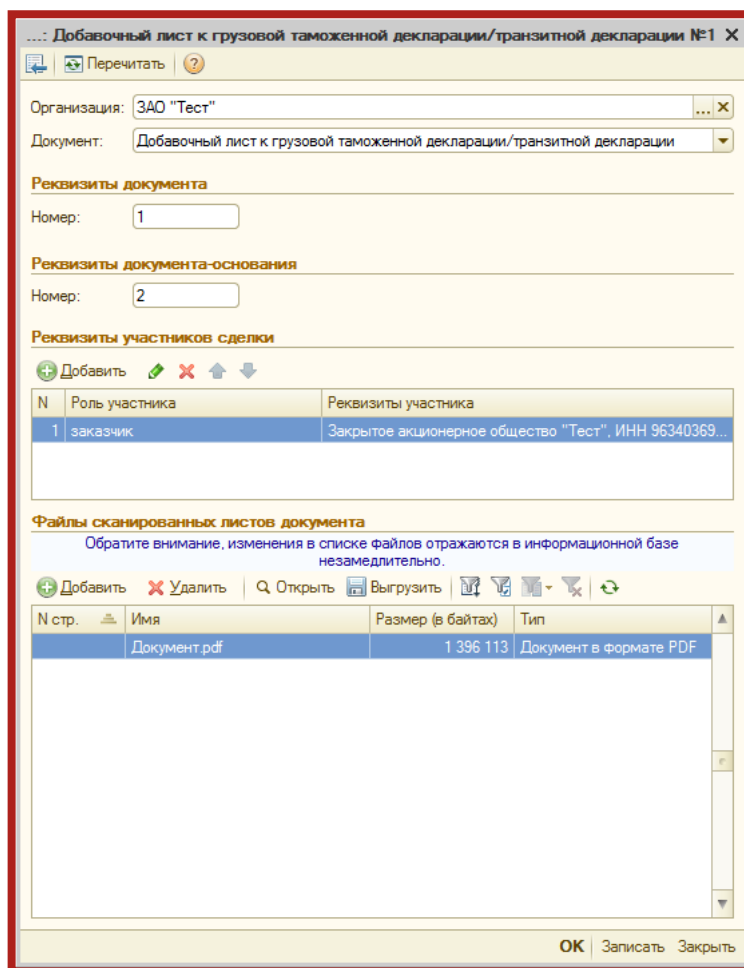 ...: Добавочный лист к грузовой таможенной декларации/транзитной декларации №1
Перечитать
Организация: ЗАО "Тест"
Документ: Добавочный лист к грузовой таможенной декларации/транзитной декларации
Реквизиты документа
Номер: 1
Реквизиты документа-основания
Номер: 2
Реквизиты участников сделки
Добавить
N Роль участника Реквизиты участника
1 заказчик Закрытое акционерное общество "Тест", ИНН 96340369...
Файлы сканированных листов документа
Обратите внимание, изменения в списке файлов отражаются в информационной базе
незамедлительно.
Добавить Удалить Открыть Выгрузить
N стр. Имя Размер (в байтах) Тип
Документ.pdf 1 396 113 Документ в формате PDF
OK Записать Закрыть